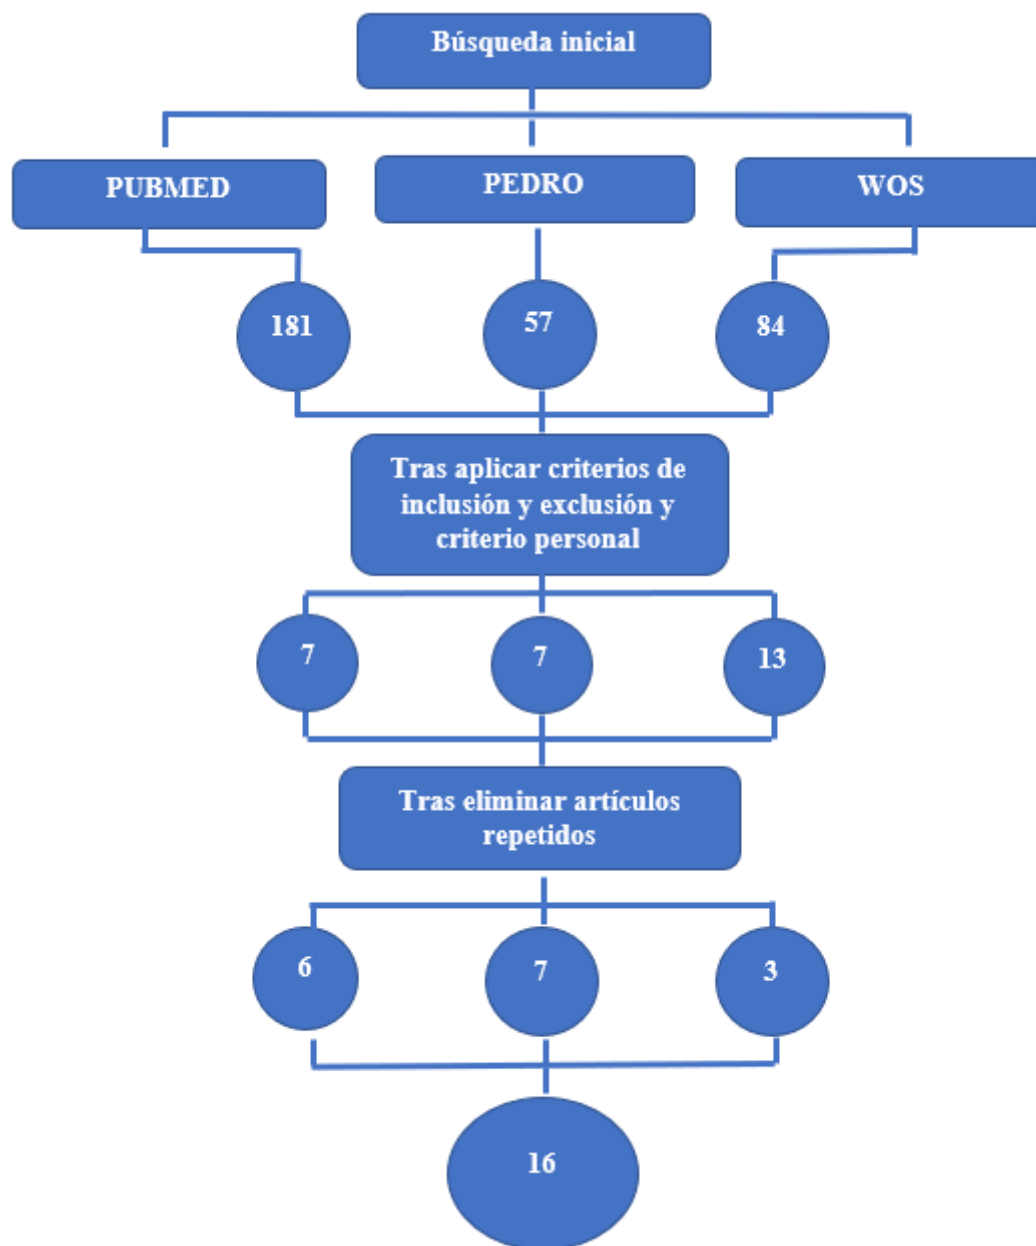 Búsqueda inicial
PUBMED
PEDRO
WOS
181
57
84
Tras aplicar criterios de
inclusión y exclusión y
criterio personal
7
7
13
Tras eliminar artículos
repetidos
6
7
3
16